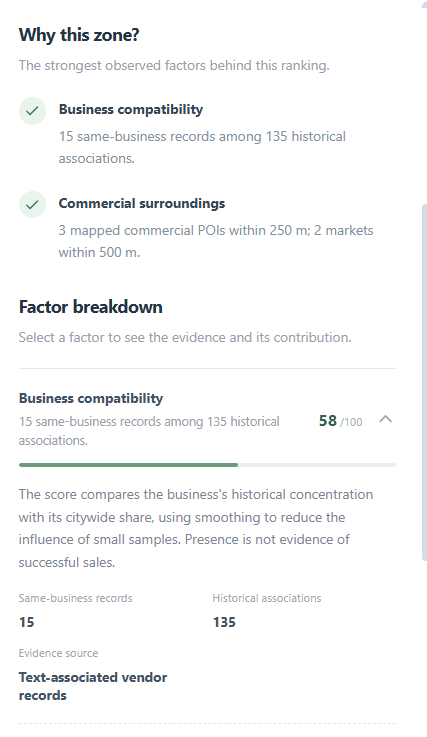 Why this zone?
The strongest observed factors behind this ranking.
Business compatibility
15 same-business records among 135 historical
associations.
Commercial surroundings
3 mapped commercial POIs within 250 m; 2 markets
within 500 m.
Factor breakdown
Select a factor to see the evidence and its contribution.
Business compatibility
15 same-business records among 135 historical
associations.
58 /100
The score compares the business's historical concentration
with its citywide share, using smoothing to reduce the
influence of small samples. Presence is not evidence of
successful sales.
Same-business records
15
Historical associations
135
Evidence source
Text-associated vendor
records